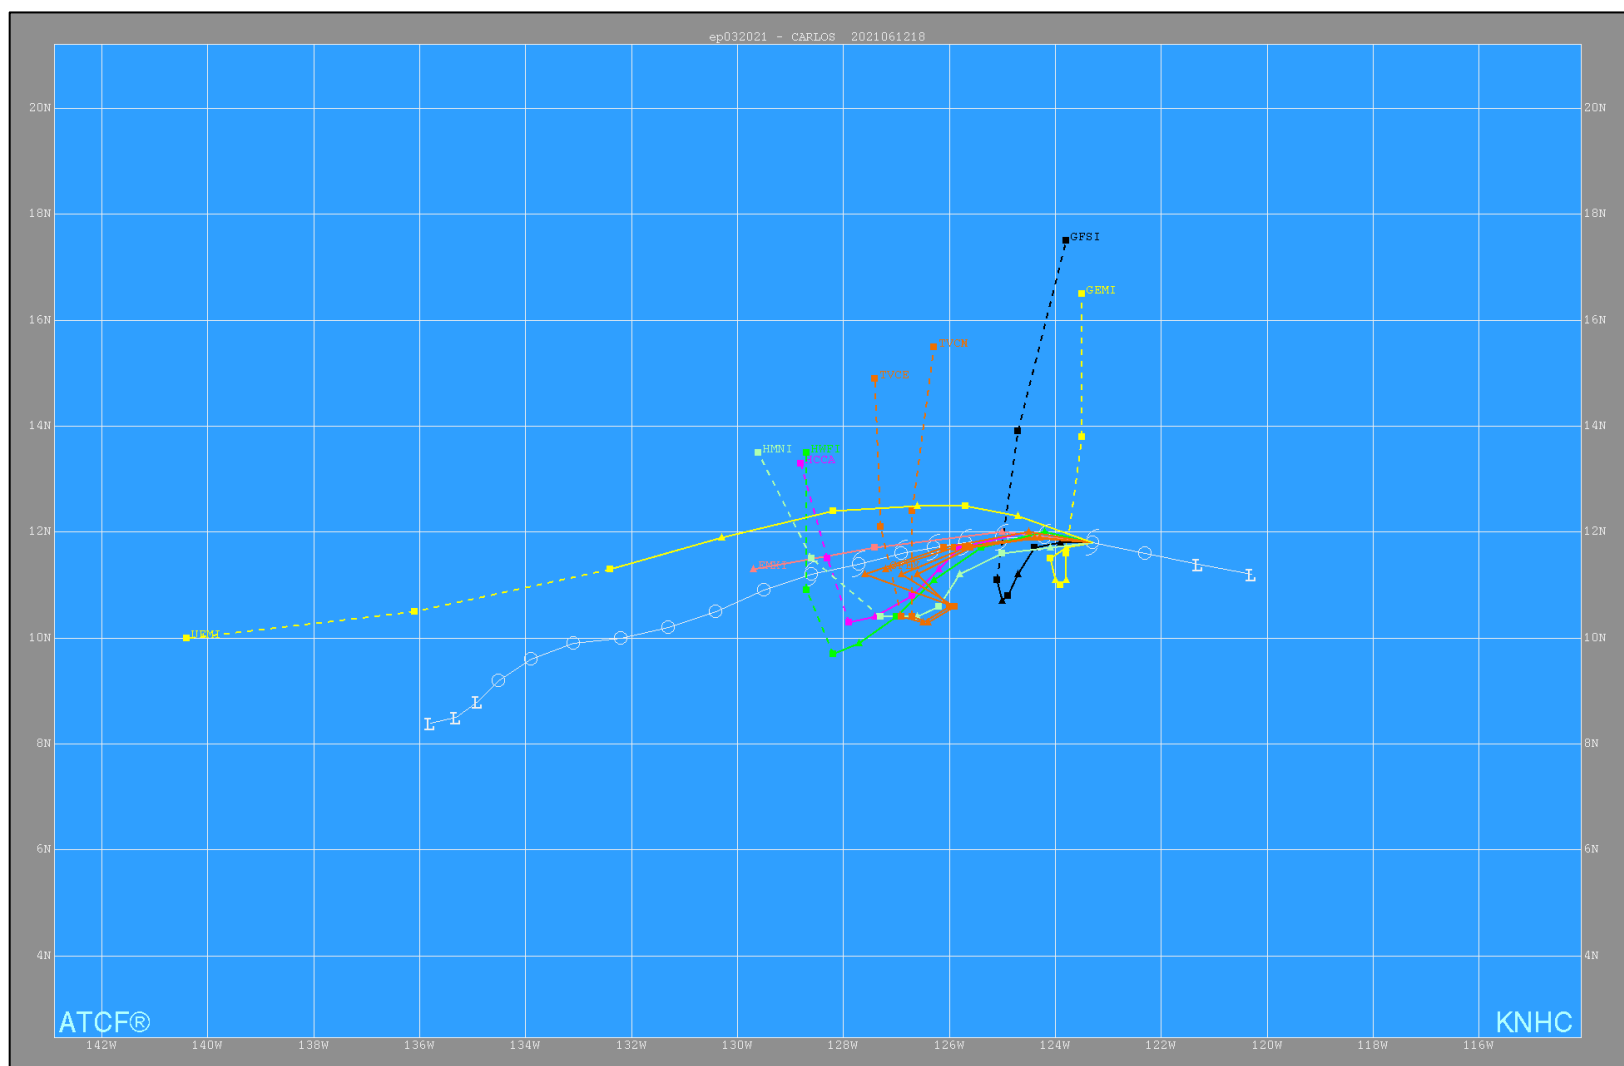 ep032021 - CARLOS 2021061218
20N 20N
18N 18N
GFSI
GEMI
16N 16N
14N 14N
HMNI
12N 12N
L
L
10N 10N
UEMI
L
L
L
8N 8N
6N 6N
4N 4N
ATCF® KNHC
142W 140W 138W 136W 134W 132W 130W 128W 126W 124W 122W 120W 118W 116W